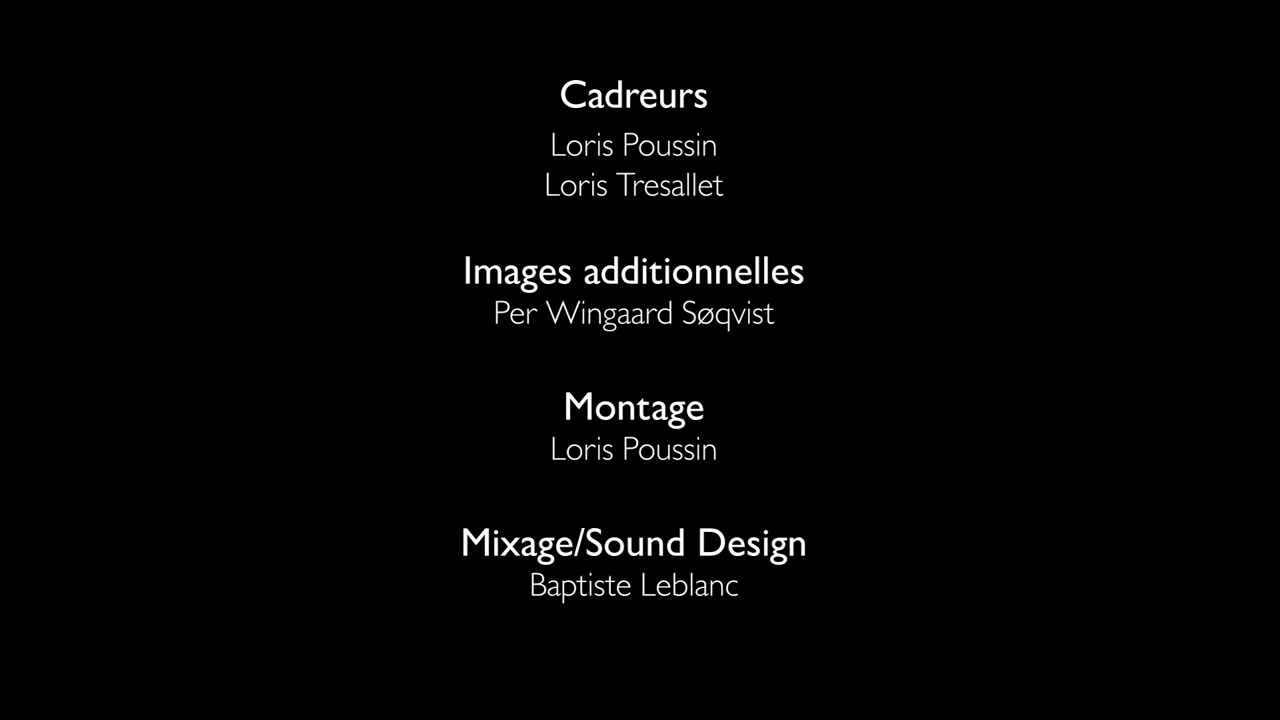 Cadreurs
Loris Poussin
Loris Tresallet
Images additionnelles
Per Wingaard Søqvist
Montage
Loris Poussin
Mixage/Sound Design
Baptiste Leblanc